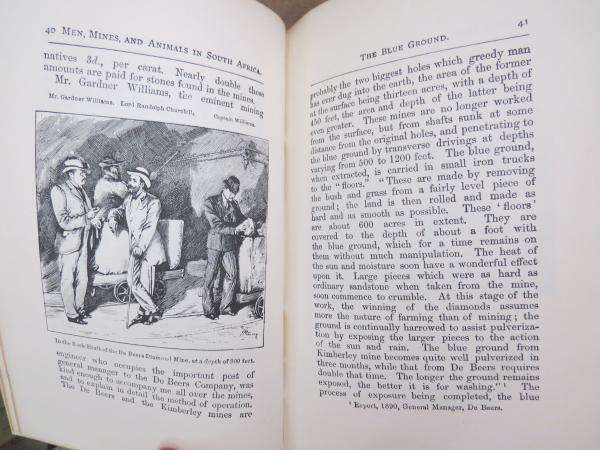 40 MEN, MINES, AND ANIMALS IN SOUTH AFRICA.
natives 3d., per carat. Nearly double those
amounts are paid for stones found in the mines.
Mr. Gardner Williams, the eminent mining
Mr. Gardner Williams. Lord Randolph Churchill. Captain Williams.
In the Rock Shaft of the De Beers Diamond Mine, at a depth of 900 feet.
engineer who occupies the important post of
general manager to the De Beers Company, was
kind enough to accompany me all over the mines,
and to explain in detail the method of operation.
The De Beers and the Kimberley mines are
THE BLUE GROUND. 41
probably the two biggest holes which greedy man
has ever dug into the earth, the area of the former
at the surface being thirteen acres, with a depth of
450 feet, the area and depth of the latter being
even greater. These mines are no longer worked
from the surface, but from shafts sunk at some
distance from the original holes, and penetrating to
the blue ground by transverse drivings at depths
varying from 500 to 1200 feet. The blue ground,
when extracted, is carried in small iron trucks
to the "floors." "These are made by removing
the bush and grass from a fairly level piece of
ground; the land is then rolled and made as
hard and as smooth as possible. These 'floors'
are about 600 acres in extent. They are
covered to the depth of about a foot with
the blue ground, which for a time remains on
them without much manipulation. The heat of
the sun and moisture soon have a wonderful effect
upon it. Large pieces which were as hard as
ordinary sandstone when taken from the mine,
soon commence to crumble. At this stage of the
work, the winning of the diamonds assumes
more the nature of farming than of mining; the
ground is continually harrowed to assist pulveriza-
tion by exposing the larger pieces to the action
of the sun and rain. The blue ground from
Kimberley mine becomes quite well pulverized in
three months, while that from De Beers requires
double that time. The longer the ground remains
exposed, the better it is for washing." ¹ The
process of exposure being completed, the blue
¹ Report, 1890, General Manager, De Beers.